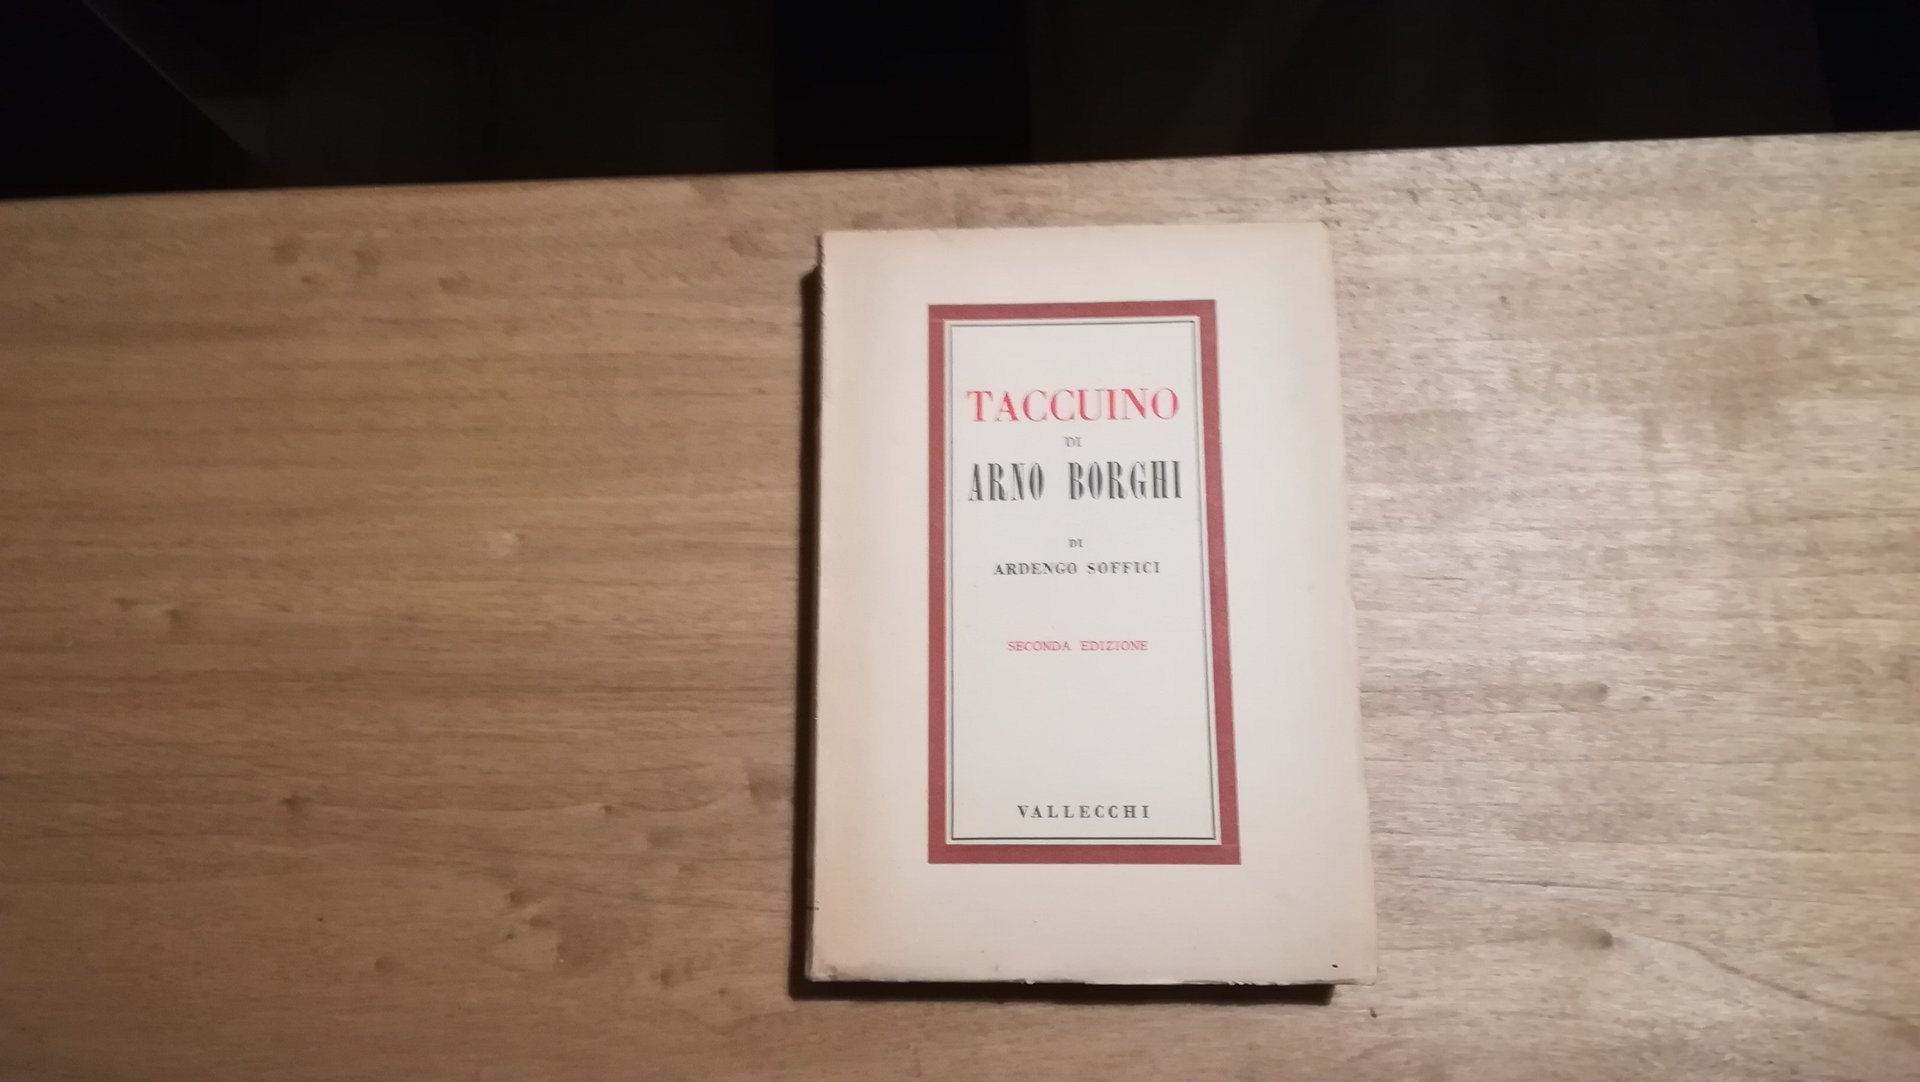 TACCUINO
DI
ARNO BORGHI
DI
ARDENGO SOFFICI
SECONDA EDIZIONE
VALLECCHI